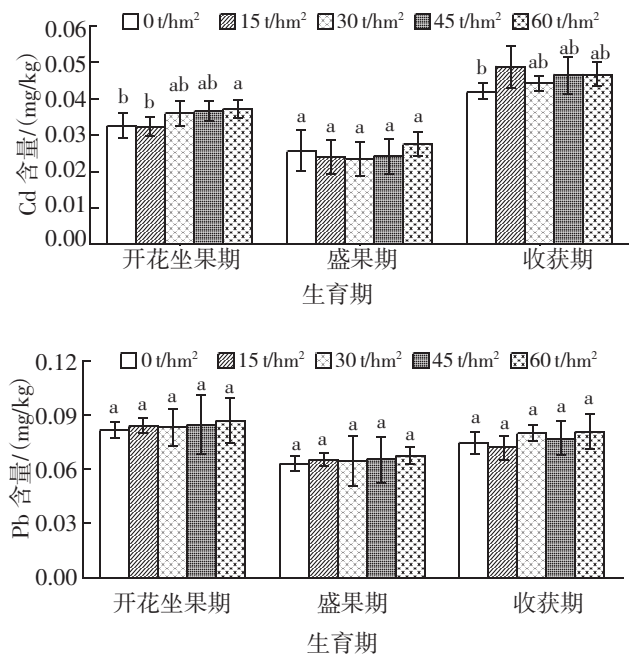 0 t/hm² 15 t/hm² 30 t/hm² 45 t/hm² 60 t/hm²
Cd 含量/(mg/kg)
0.06
0.05
0.04
0.03
0.02
0.01
0.00
b b ab ab a
a a a a a
b a ab ab ab
开花坐果期 盛果期 收获期
生育期
0 t/hm² 15 t/hm² 30 t/hm² 45 t/hm² 60 t/hm²
Pb 含量/(mg/kg)
0.12
0.09
0.06
0.03
0.00
a a a a a
a a a a a
a a a a a
开花坐果期 盛果期 收获期
生育期